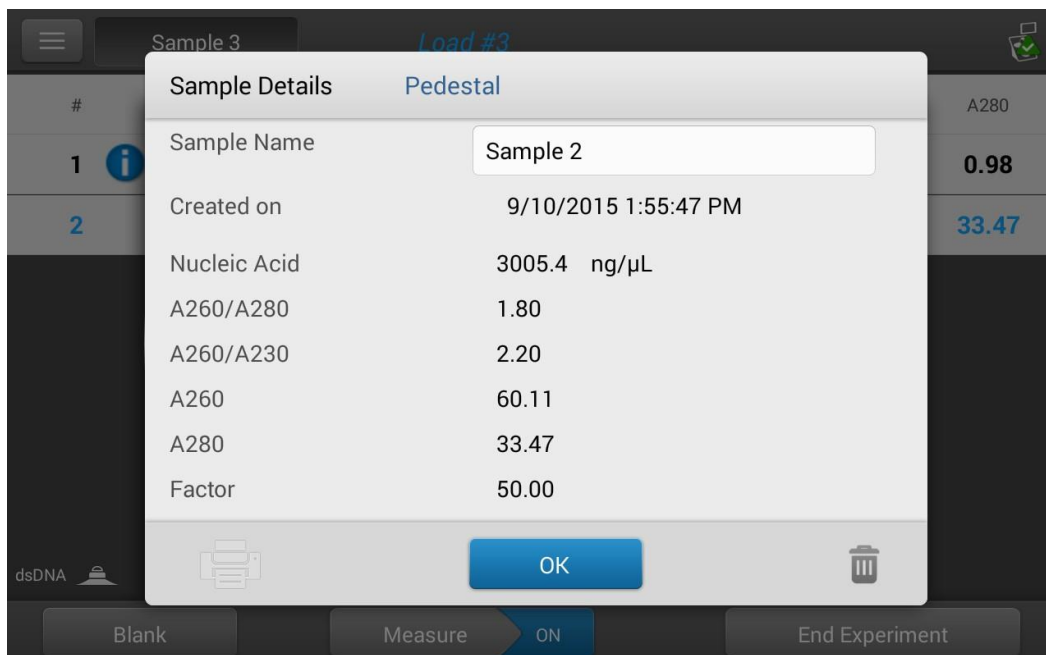 Sample 3 Load #3
Sample Details Pedestal
# A280
Sample Name Sample 2
1 i 0.98
Created on 9/10/2015 1:55:47 PM
2 33.47
Nucleic Acid 3005.4 ng/µL
A260/A280 1.80
A260/A230 2.20
A260 60.11
A280 33.47
Factor 50.00
dsDNA OK
Blank Measure ON End Experiment